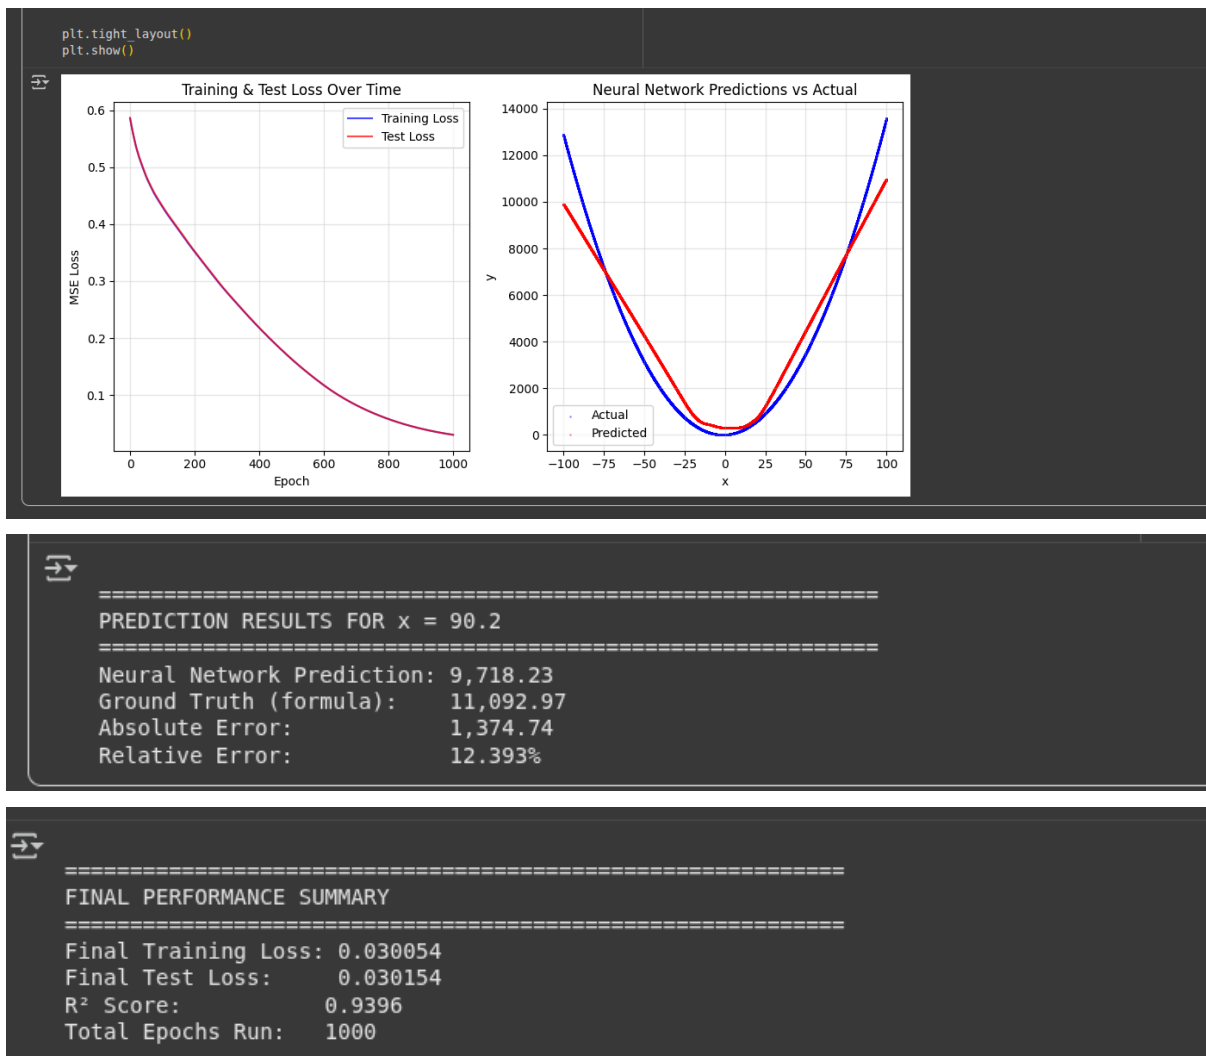 plt.tight_layout()
plt.show()
Training & Test Loss Over Time
Training Loss
Test Loss
MSE Loss
0.6
0.5
0.4
0.3
0.2
0.1
0 200 400 600 800 1000
Epoch
Neural Network Predictions vs Actual
y
14000
12000
10000
8000
6000
4000
2000
0
Actual
Predicted
−100 −75 −50 −25 0 25 50 75 100
x
============================================================
PREDICTION RESULTS FOR x = 90.2
============================================================
Neural Network Prediction: 9,718.23
Ground Truth (formula): 11,092.97
Absolute Error: 1,374.74
Relative Error: 12.393%
============================================================
FINAL PERFORMANCE SUMMARY
============================================================
Final Training Loss: 0.030054
Final Test Loss: 0.030154
R² Score: 0.9396
Total Epochs Run: 1000